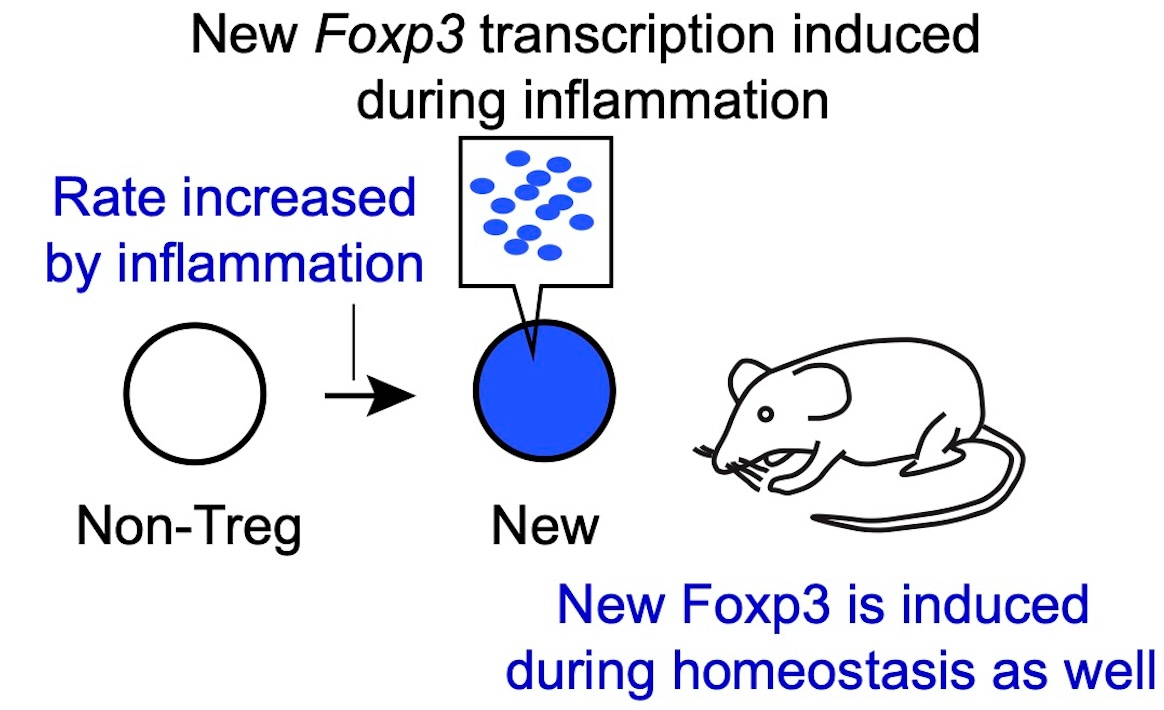 New Foxp3 transcription induced
during inflammation
Rate increased
by inflammation
Non-Treg
New
New Foxp3 is induced
during homeostasis as well